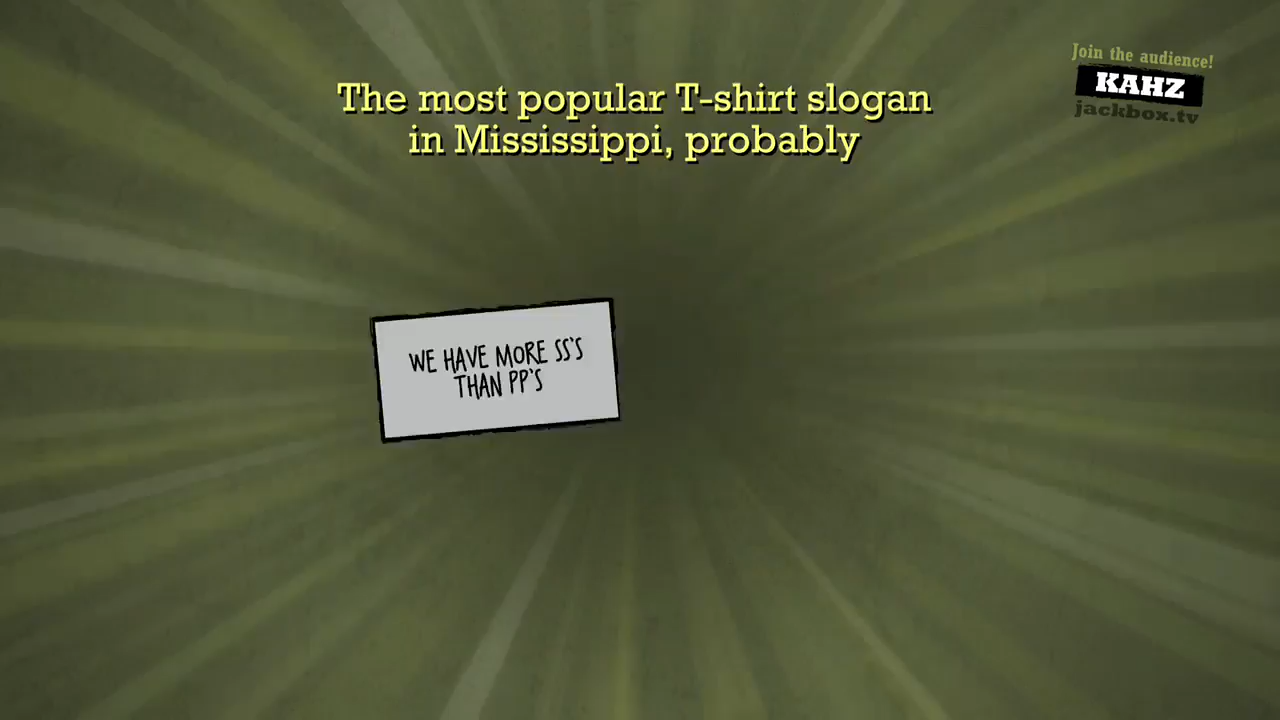 The most popular T-shirt slogan
in Mississippi, probably
Join the audience!
KAHZ
jackbox.tv
WE HAVE MORE SS'S
THAN PP'S